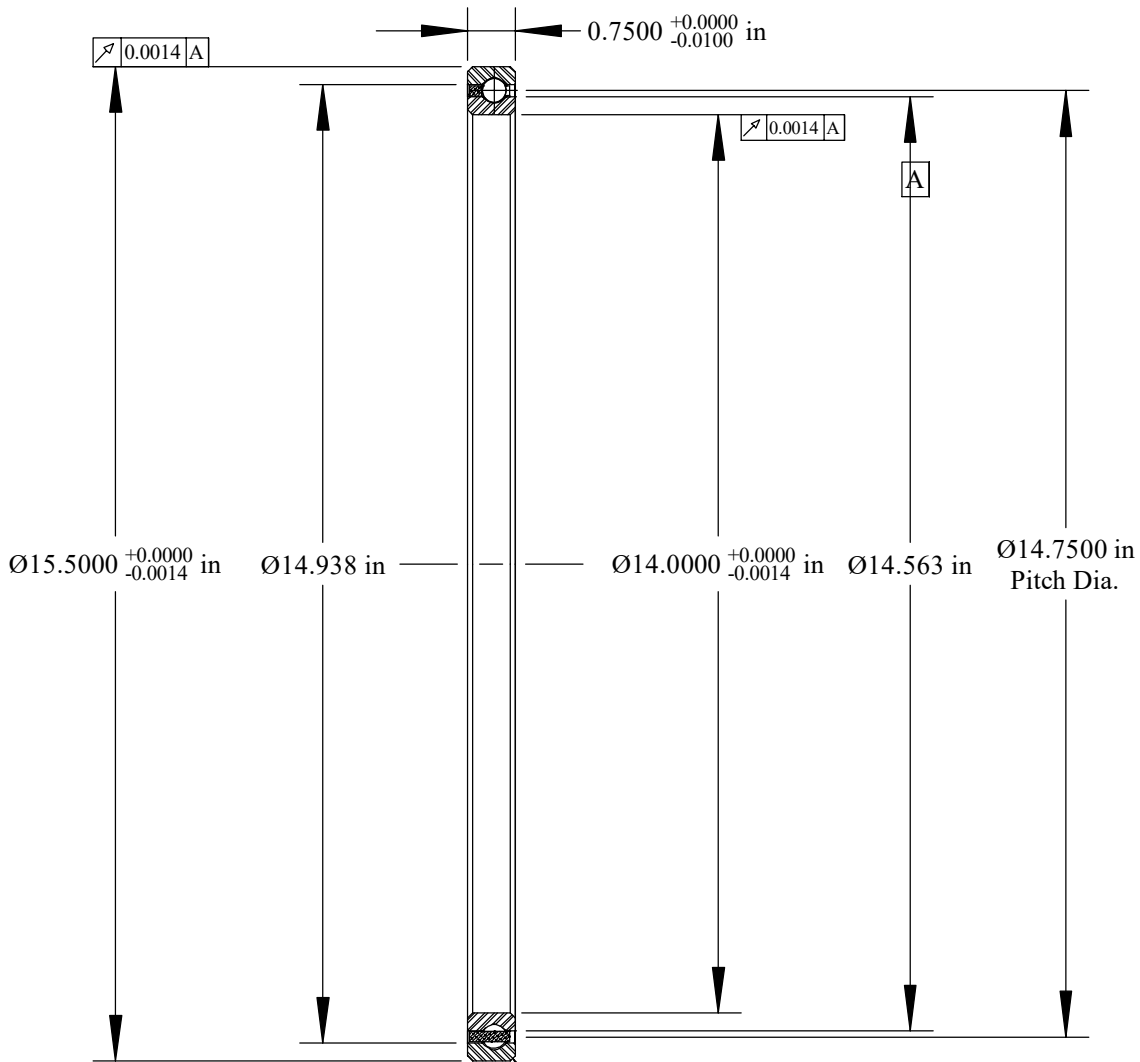 0.7500 +0.0000 -0.0100 in
0.0014 A
0.0014 A
A
Ø15.5000 +0.0000 -0.0014 in
Ø14.938 in
Ø14.0000 +0.0000 -0.0014 in
Ø14.563 in
Ø14.7500 in
Pitch Dia.